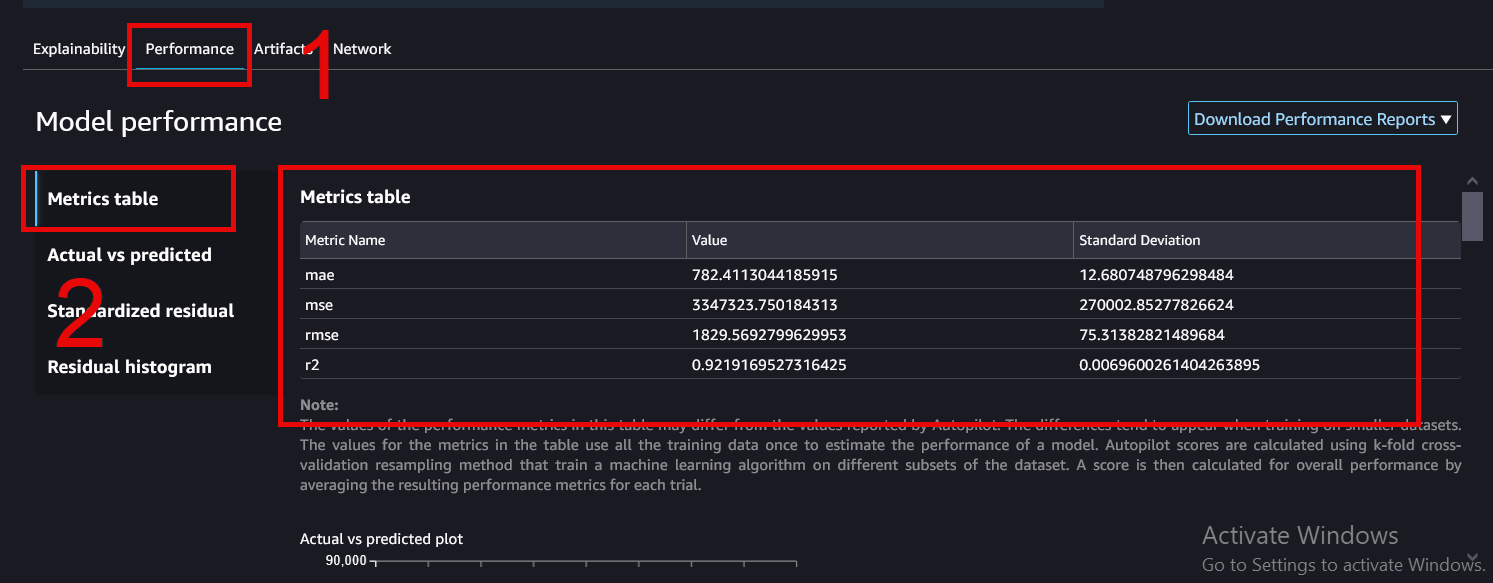 Explainability Performance Artifacts Network
1
Model performance
Download Performance Reports ▼
Metrics table
Actual vs predicted
Standardized residual
2
Residual histogram
Metrics table
Metric Name Value Standard Deviation
mae 782.4113044185915 12.680748796298484
mse 3347323.750184313 270002.85277826624
rmse 1829.5692799629953 75.31382821489684
r2 0.9219169527316425 0.0069600261404263895
Note:
The values of the performance metrics in this table may differ from the values reported by Autopilot. The differences tend to appear when training on smaller datasets.
The values for the metrics in the table use all the training data once to estimate the performance of a model. Autopilot scores are calculated using k-fold cross-
validation resampling method that train a machine learning algorithm on different subsets of the dataset. A score is then calculated for overall performance by
averaging the resulting performance metrics for each trial.
Actual vs predicted plot
90,000
Activate Windows
Go to Settings to activate Windows.